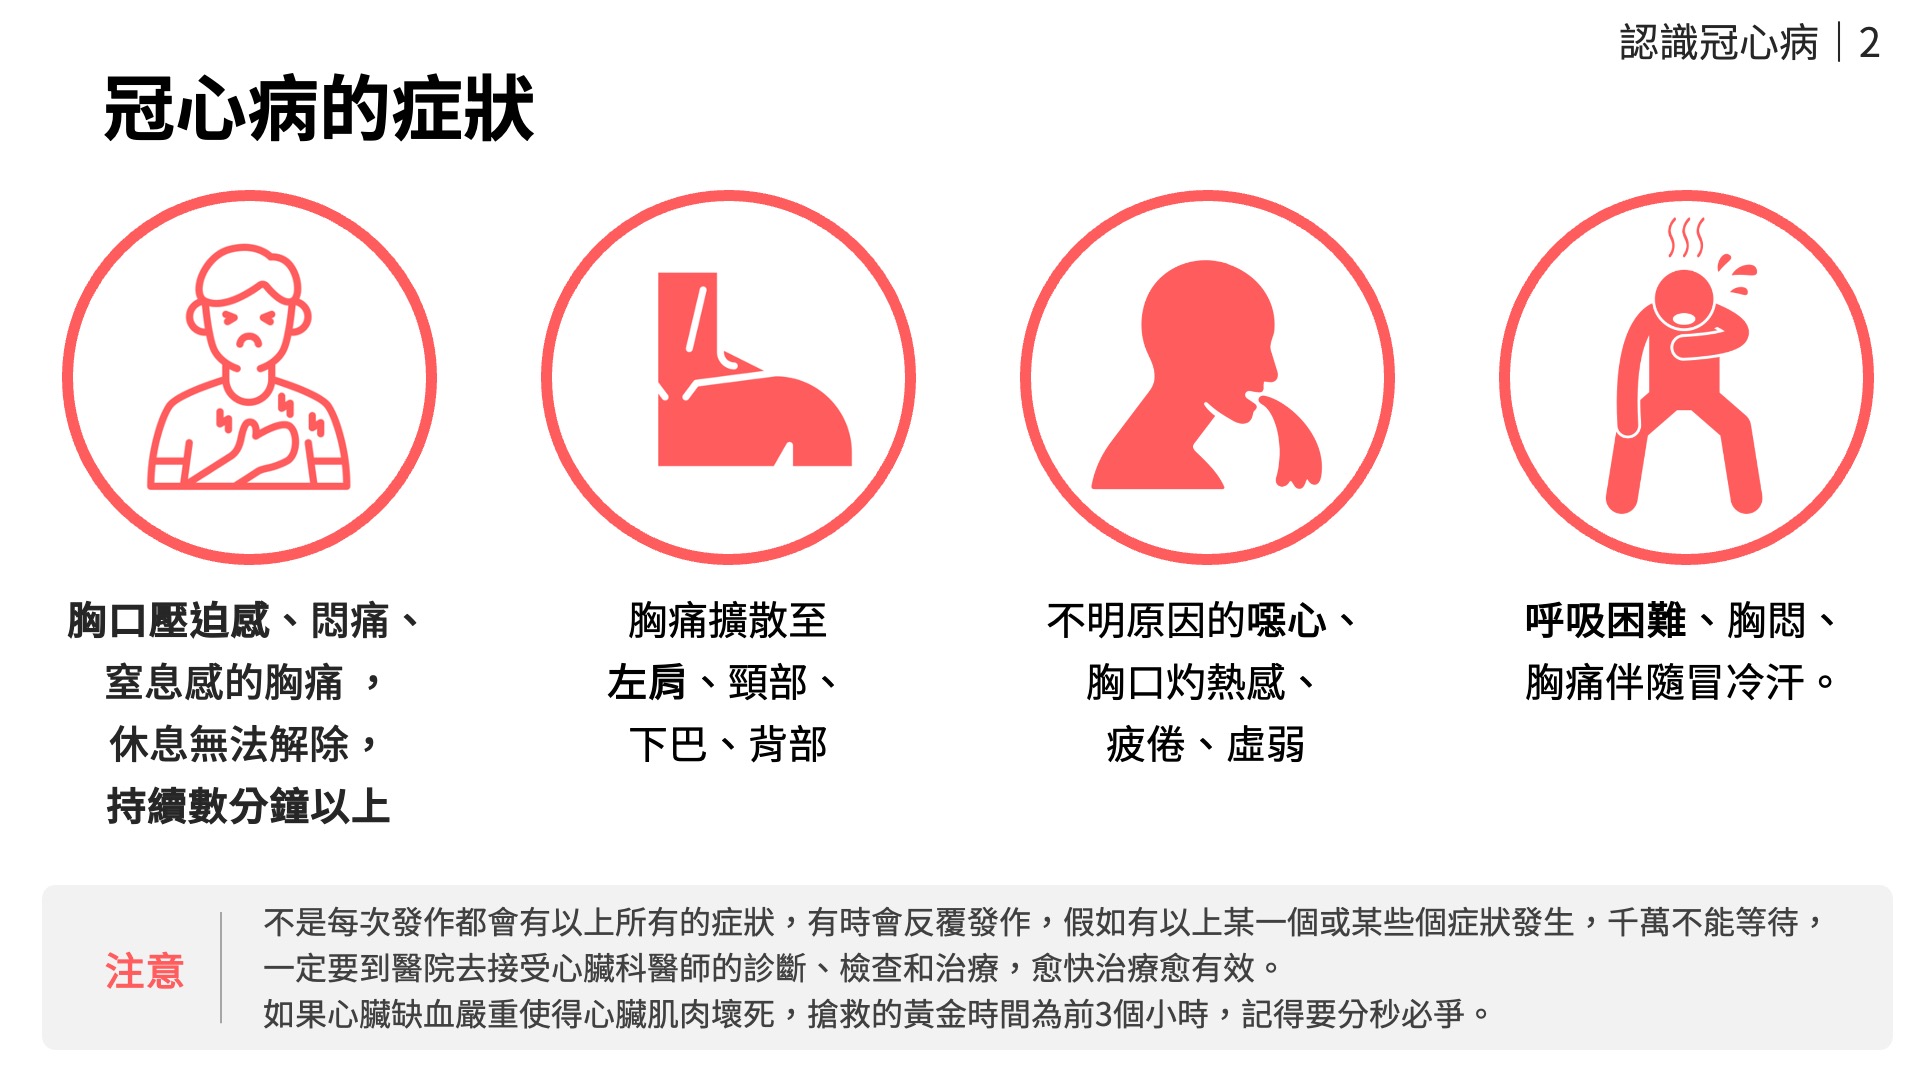 認識冠心病｜2
冠心病的症狀
胸口壓迫感、悶痛、
窒息感的胸痛 ，
休息無法解除，
持續數分鐘以上
胸痛擴散至
左肩、頸部、
下巴、背部
不明原因的噁心、
胸口灼熱感、
疲倦、虛弱
呼吸困難、胸悶、
胸痛伴隨冒冷汗。
注意
不是每次發作都會有以上所有的症狀，有時會反覆發作，假如有以上某一個或某些個症狀發生，千萬不能等待，
一定要到醫院去接受心臟科醫師的診斷、檢查和治療，愈快治療愈有效。
如果心臟缺血嚴重使得心臟肌肉壞死，搶救的黃金時間為前3個小時，記得要分秒必爭。